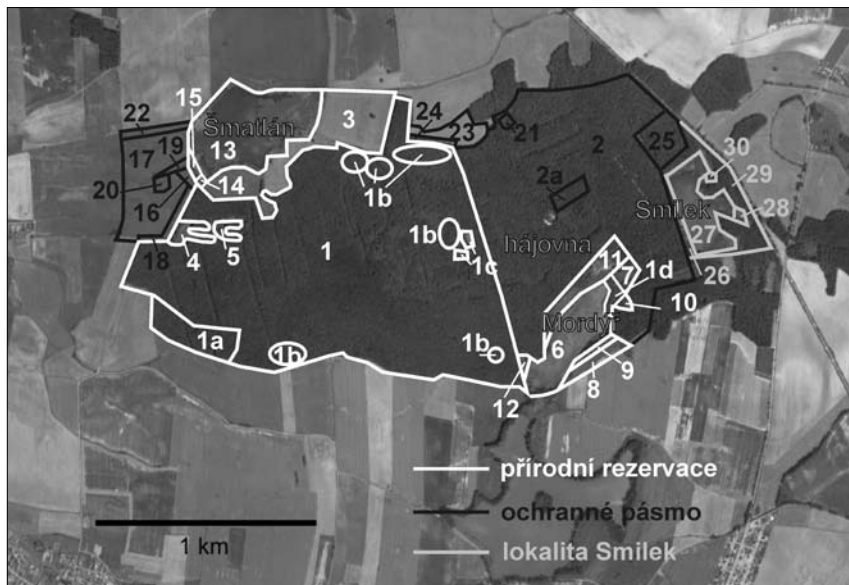 15
22
Šmatlán
3
24
23
21
19
17
13
2
25
30
20
14
1b
2a
29
16
Smilek
28
1b
hájovna
27
4
5
1
1c
11
7
1d
18
26
Mordýř
10
1a
1b
1b
6
9
8
12
přírodní rezervace
ochranné pásmo
1 km
lokalita Smilek